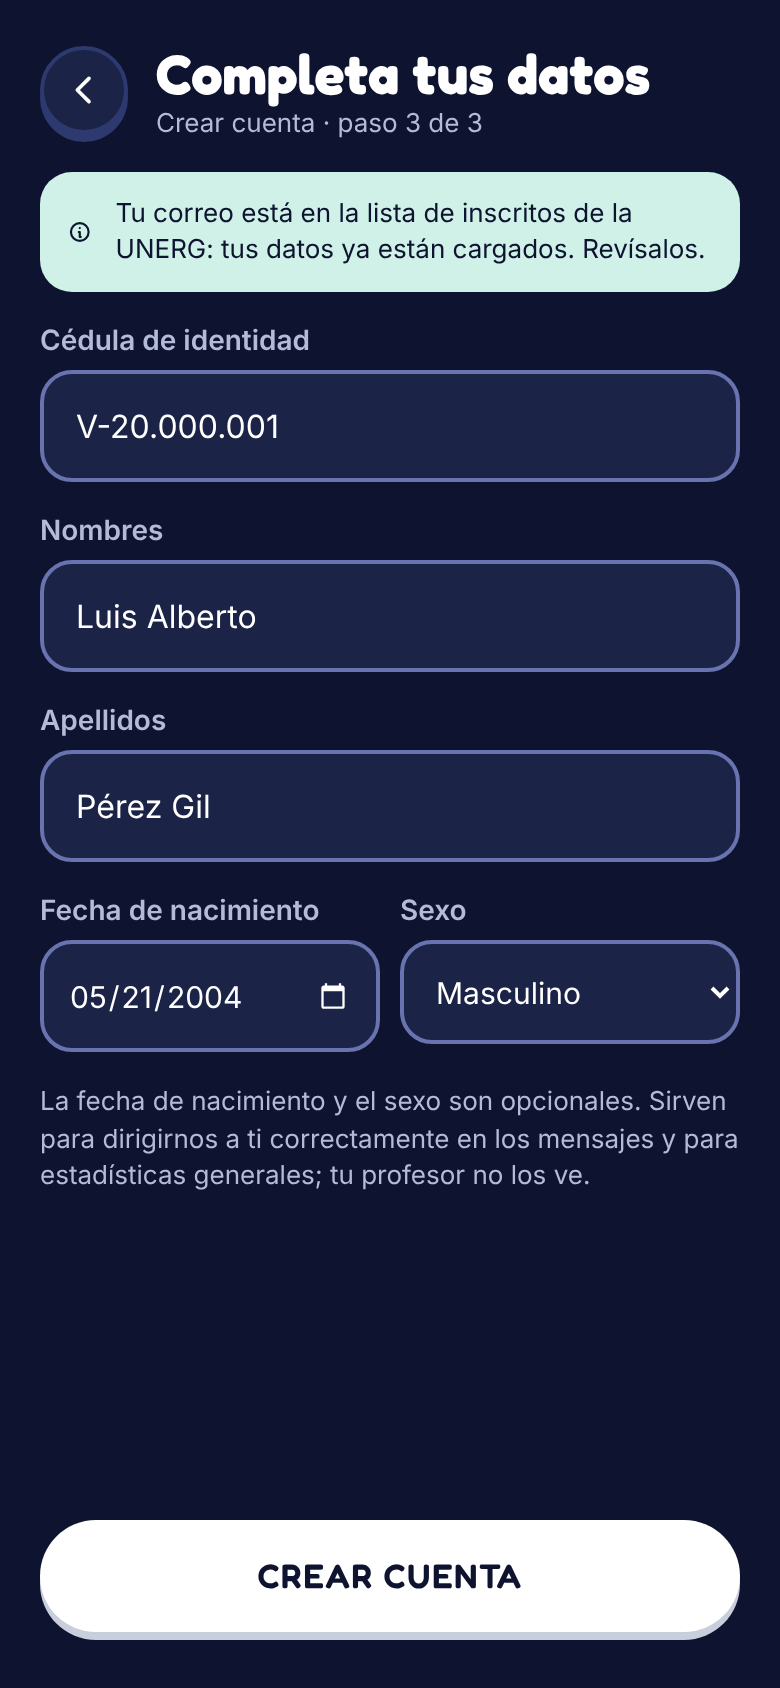 Completa tus datos
Crear cuenta · paso 3 de 3
Tu correo está en la lista de inscritos de la
UNERG: tus datos ya están cargados. Revísalos.
Cédula de identidad
V-20.000.001
Nombres
Luis Alberto
Apellidos
Pérez Gil
Fecha de nacimiento
Sexo
05/21/2004
Masculino
La fecha de nacimiento y el sexo son opcionales. Sirven
para dirigirnos a ti correctamente en los mensajes y para
estadísticas generales; tu profesor no los ve.
CREAR CUENTA